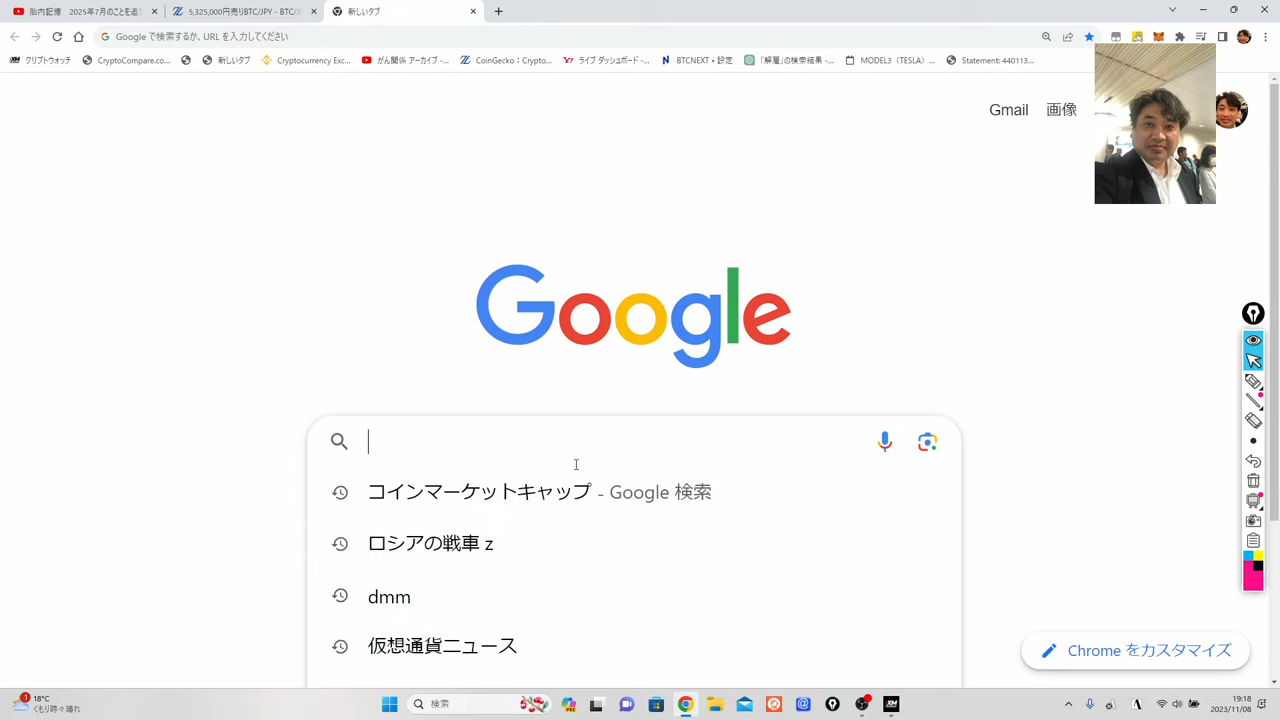 胎内記憶 2025年7月のことを追
5,325,000円売りBTC/JPY - BTC/J
新しいタブ
Google で検索するか、URL を入力してください
クリプトウォッチ
CryptoCompare.co...
新しいタブ
Cryptocurrency Exc...
がん関係 アーカイブ -...
CoinGecko : Crypto...
ライブ ダッシュボード -...
BTCNEXT • 設定
「解雇」の検索結果 -...
MODEL3（TESLA）...
Statement: 440113...
Gmail 画像
Google
コインマーケットキャップ - Google 検索
ロシアの戦車 z
dmm
仮想通貨ニュース
Chrome をカスタマイズ
1
18°C
くもり時々晴れ
検索
XM
A
19:18
2023/11/08